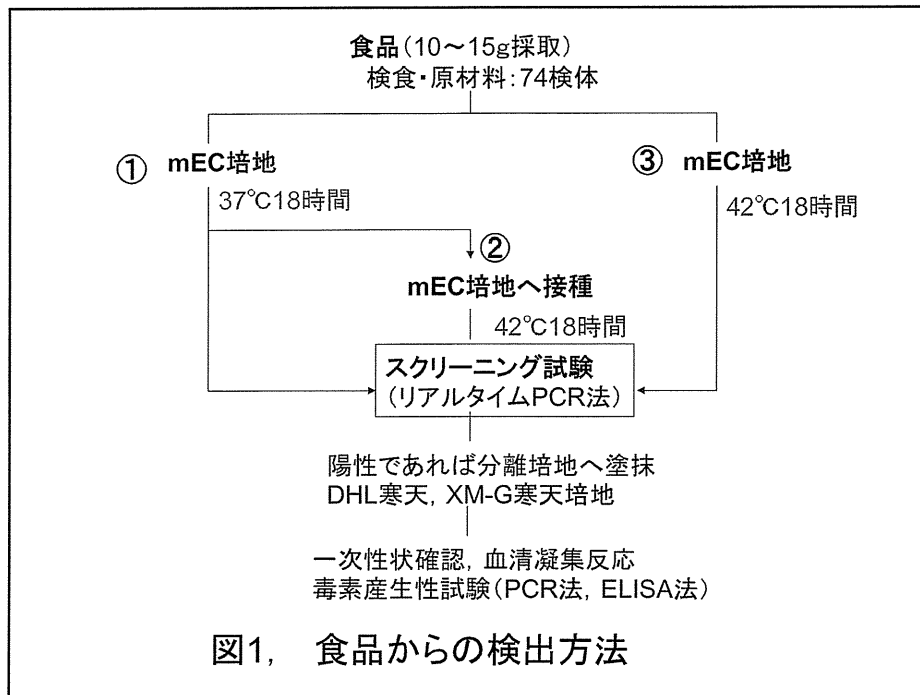 食品(10～15g採取)
検食・原材料:74検体
① mEC培地
③ mEC培地
37℃18時間
42℃18時間
②
mEC培地へ接種
42℃18時間
スクリーニング試験
(リアルタイムPCR法)
陽性であれば分離培地へ塗抹
DHL寒天, XM-G寒天培地
一次性状確認, 血清凝集反応
毒素産生性試験(PCR法, ELISA法)
図1, 食品からの検出方法